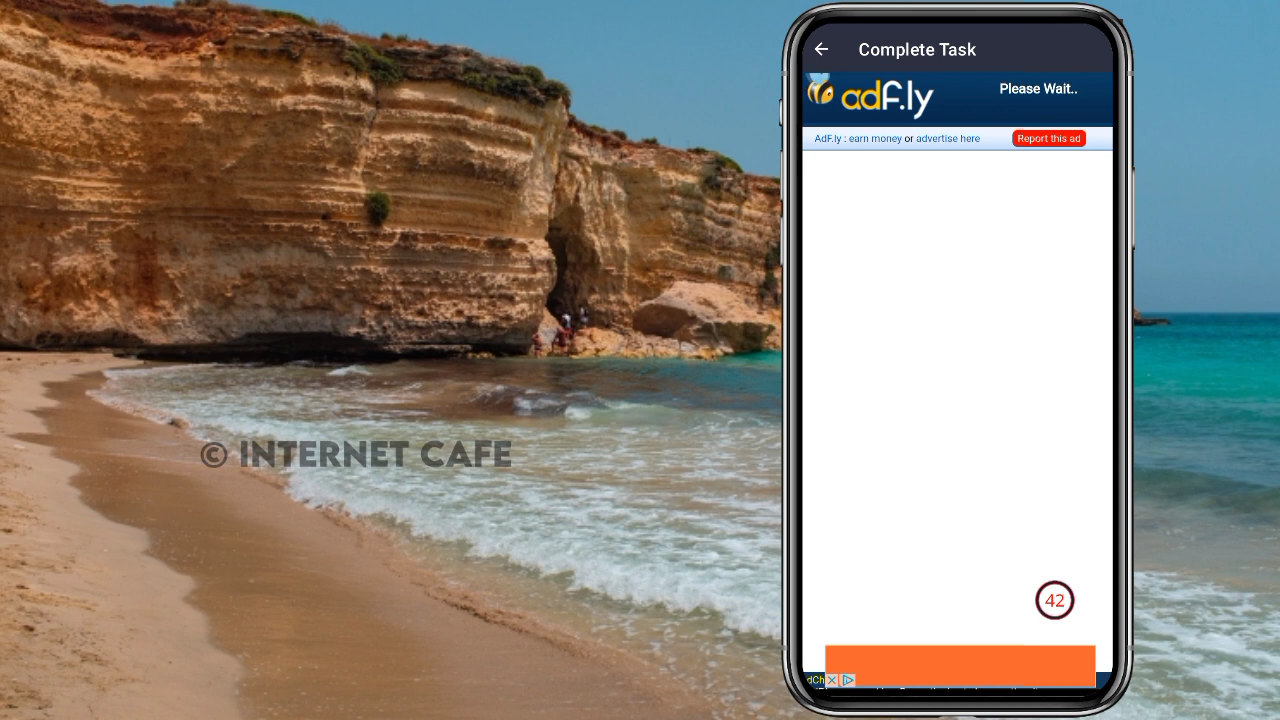 Complete Task
adf.ly
Please Wait..
AdF.ly : earn money or advertise here
Report this ad
© INTERNET CAFE
42
dCh